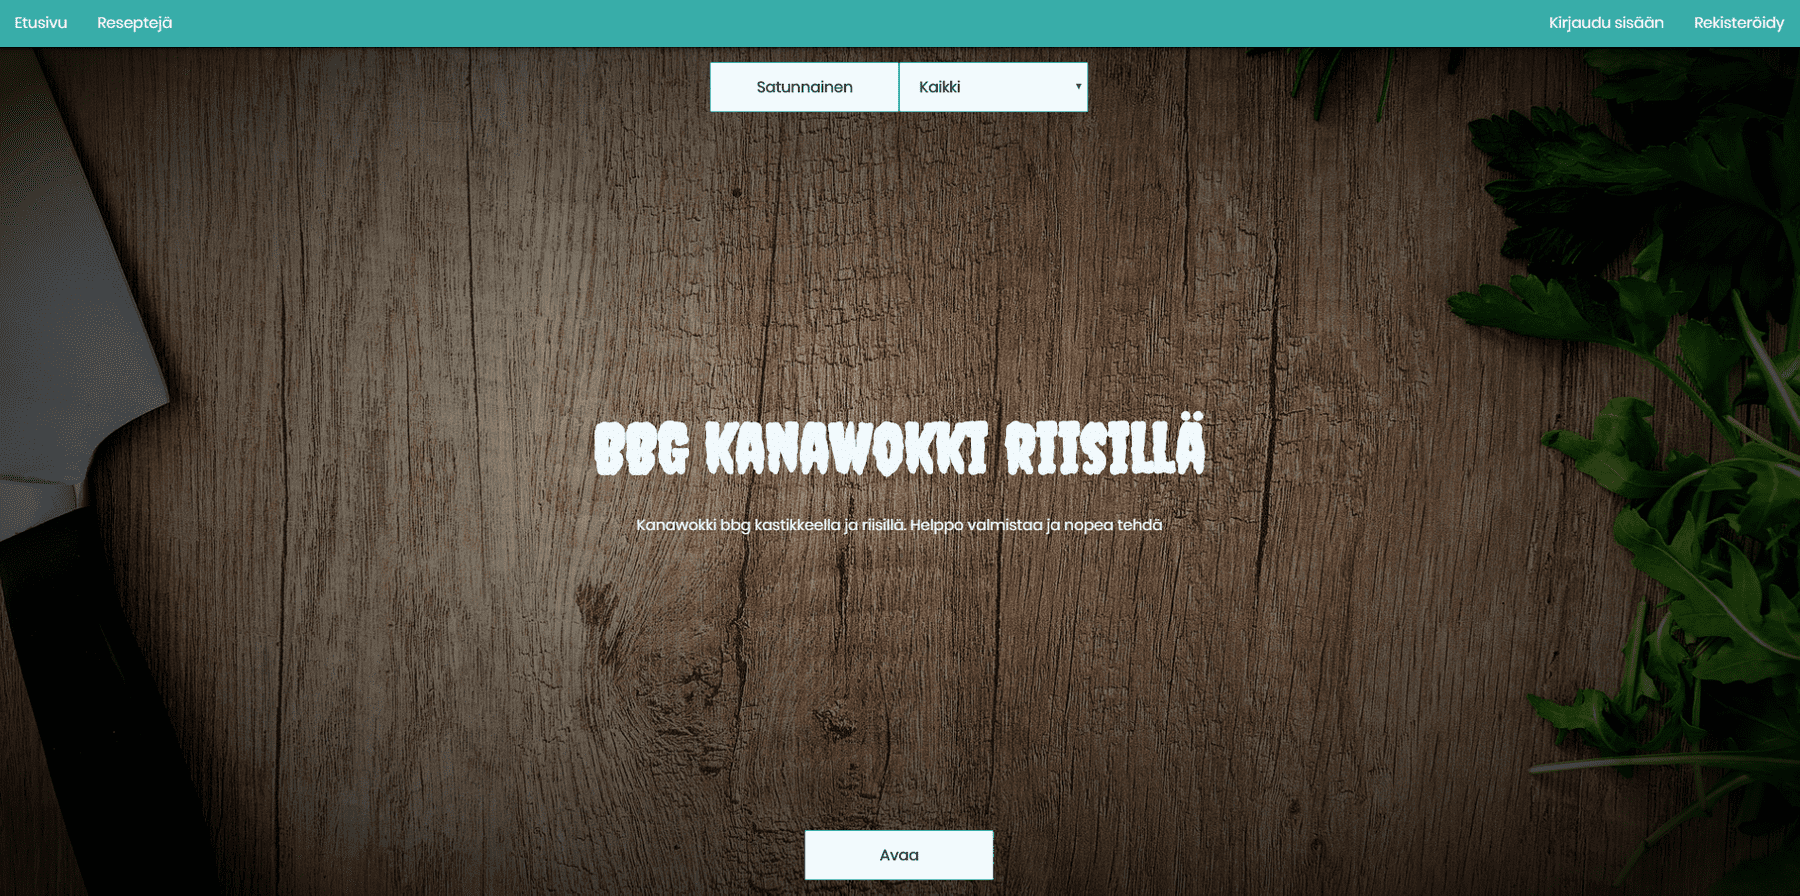 Etusivu Reseptejä Kirjaudu sisään Rekisteröidy
Satunnainen Kaikki
BBG KANAWOKKI RIISILLÄ
Kanawokki bbg kastikkeella ja riisillä. Helppo valmistaa ja nopea tehdä
Avaa